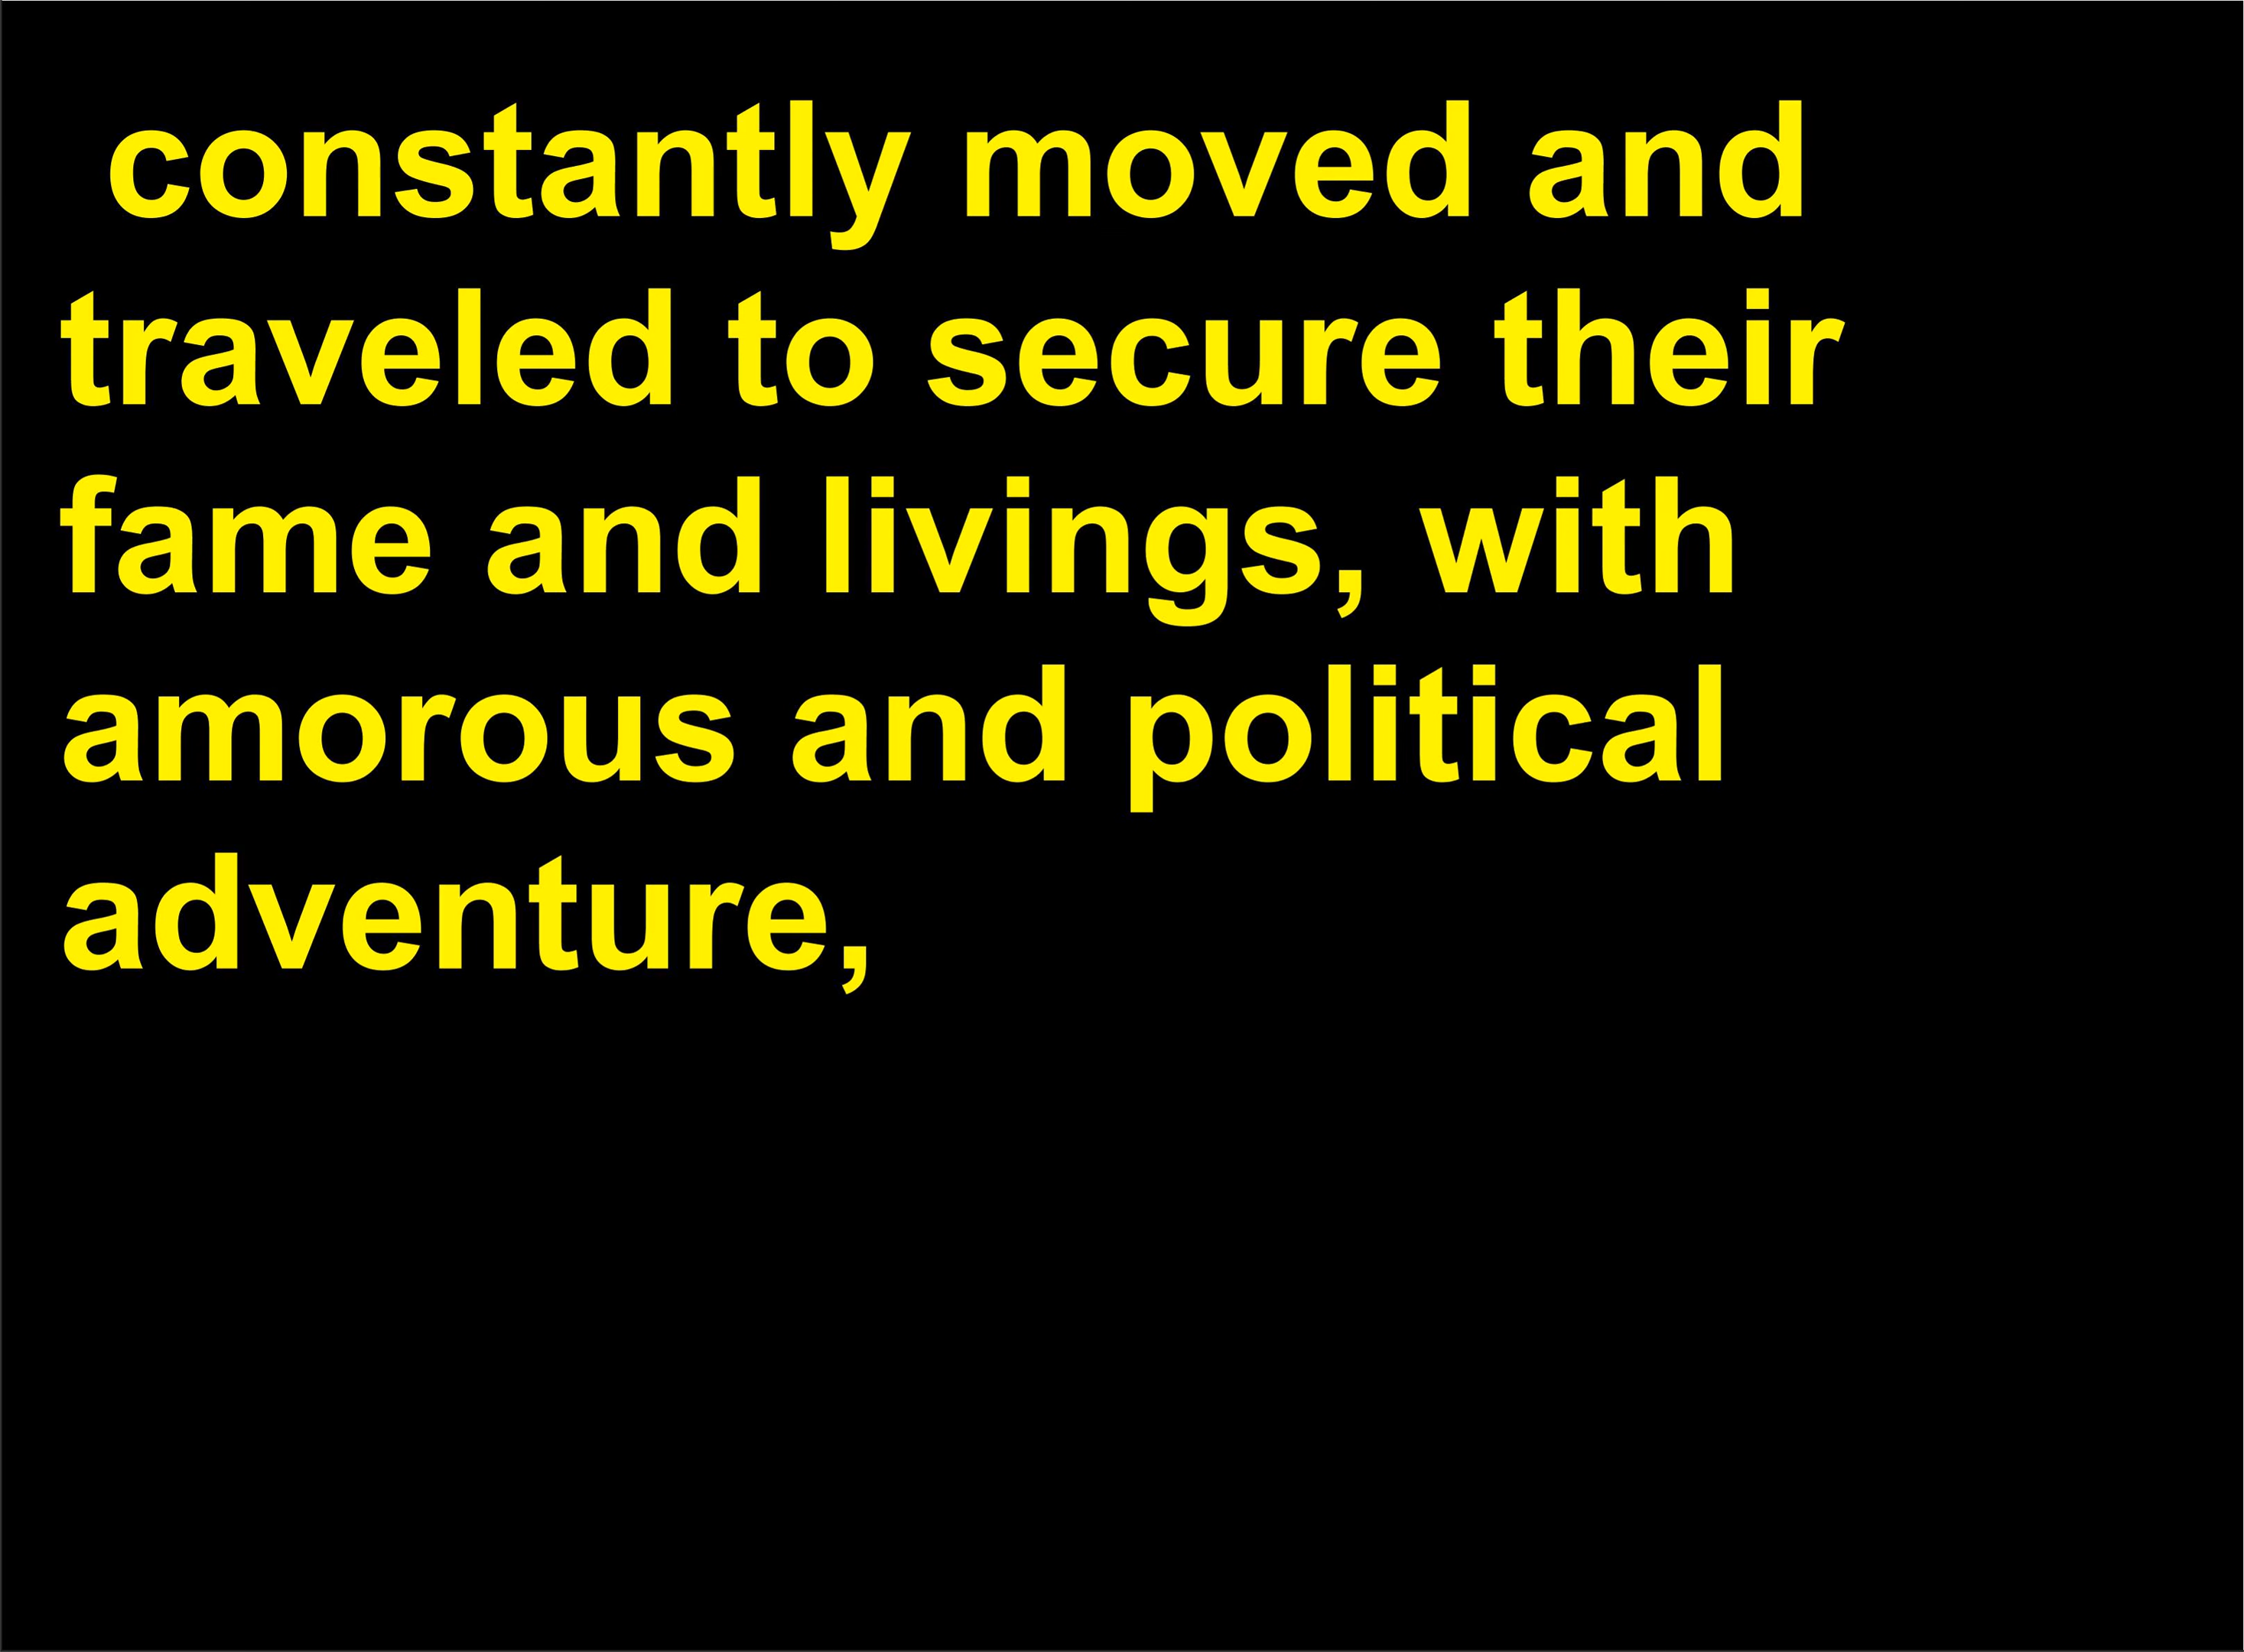 constantly moved and
traveled to secure their
fame and livings, with
amorous and political
adventure,